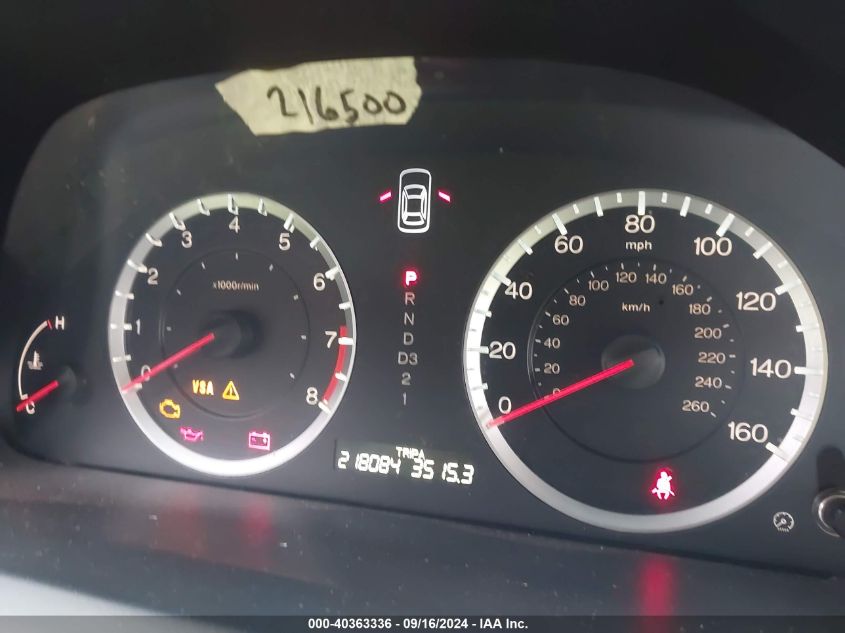 216500
80
mph
60
100
40
120
20
140
0
160
120 140
100 160
80 180
60 200
40 220
20 240
0 260
km/h
4
3 5
2 6
x1000r/min
1 7
0 8
P
R
N
D
D3
2
1
H
C
VSA
TRIP A
218084 3515.3
000-40363336 - 09/16/2024 - IAA Inc.